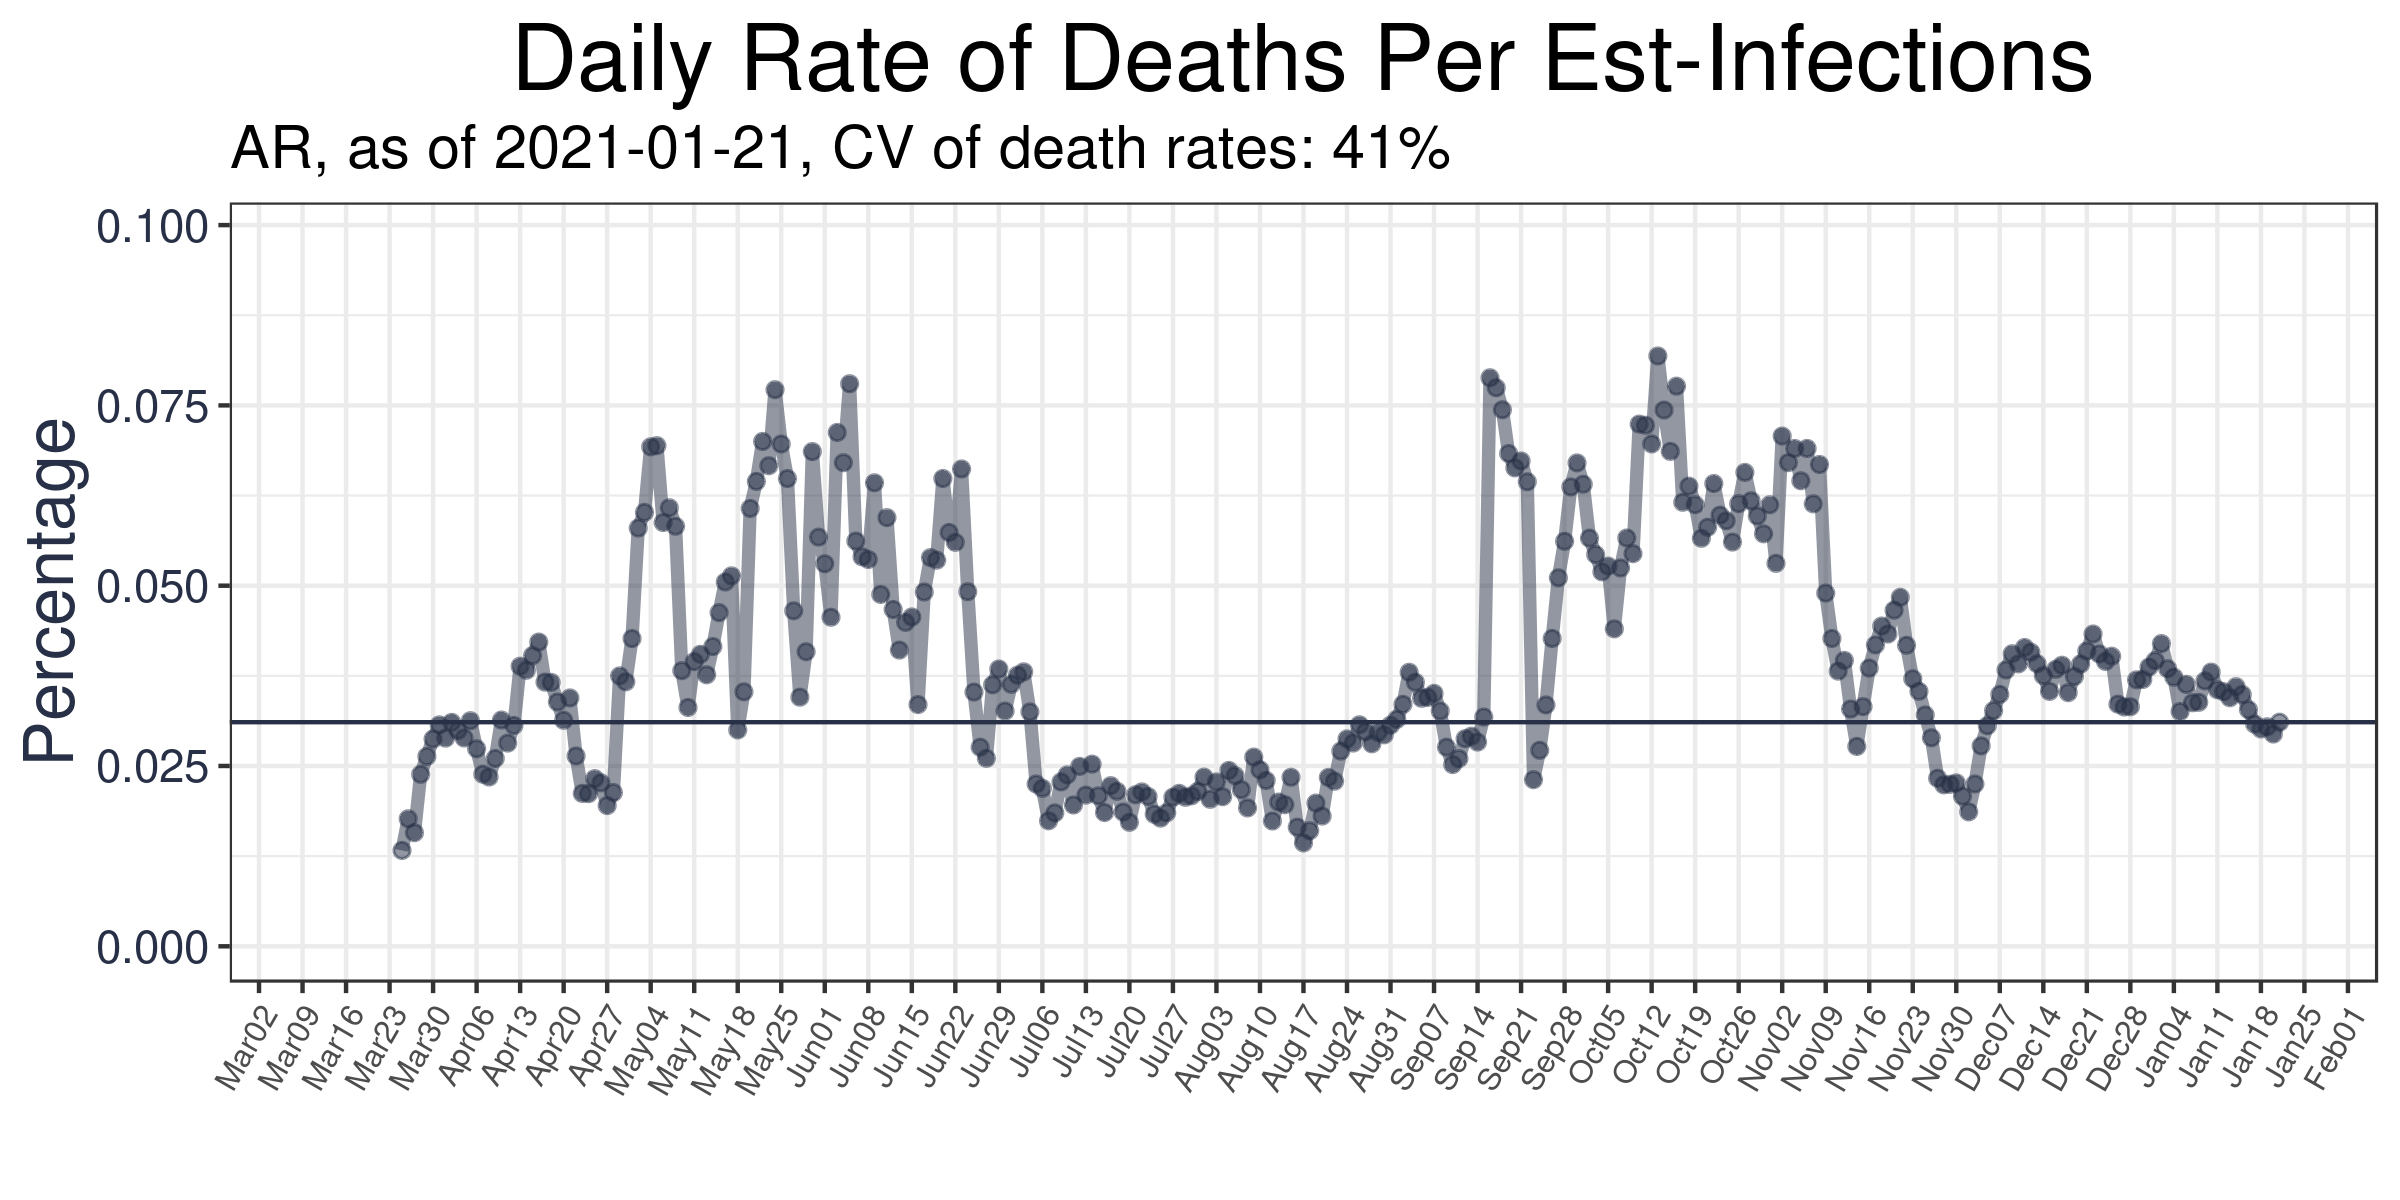 Daily Rate of Deaths Per Est-Infections
AR, as of 2021-01-21, CV of death rates: 41%
Percentage
0.100
0.075
0.050
0.025
0.000
Mar02
Mar09
Mar16
Mar23
Mar30
Apr06
Apr13
Apr20
Apr27
May04
May11
May18
May25
Jun01
Jun08
Jun15
Jun22
Jun29
Jul06
Jul13
Jul20
Jul27
Aug03
Aug10
Aug17
Aug24
Aug31
Sep07
Sep14
Sep21
Sep28
Oct05
Oct12
Oct19
Oct26
Nov02
Nov09
Nov16
Nov23
Nov30
Dec07
Dec14
Dec21
Dec28
Jan04
Jan11
Jan18
Jan25
Feb01